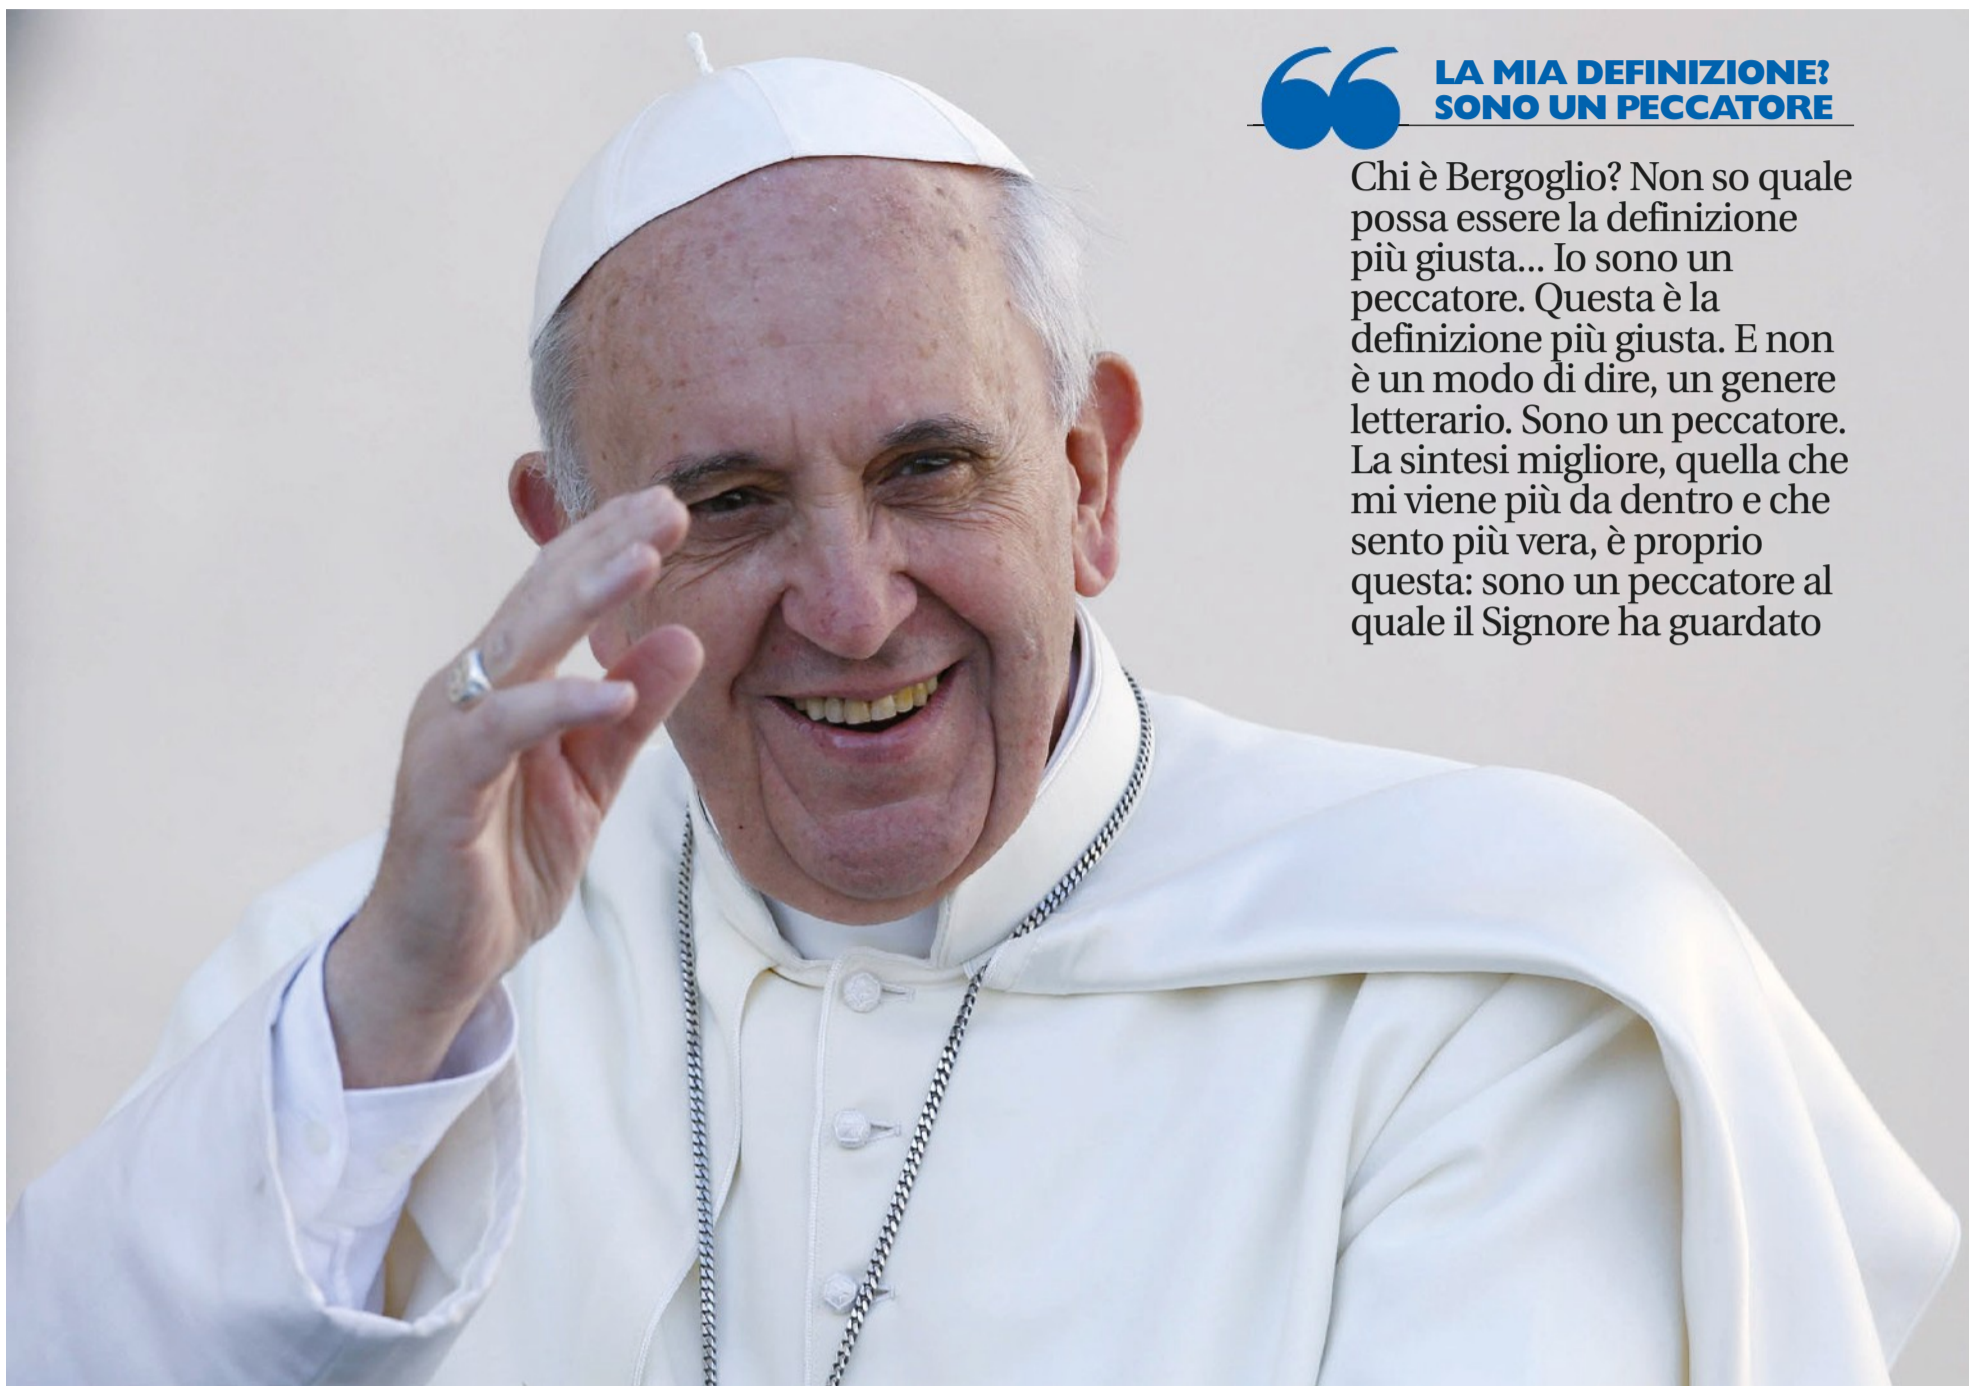 LA MIA DEFINIZIONE?
SONO UN PECCATORE
Chi è Bergoglio? Non so quale
possa essere la definizione
più giusta... Io sono un
peccatore. Questa è la
definizione più giusta. E non
è un modo di dire, un genere
letterario. Sono un peccatore.
La sintesi migliore, quella che
mi viene più da dentro e che
sento più vera, è proprio
questa: sono un peccatore al
quale il Signore ha guardato